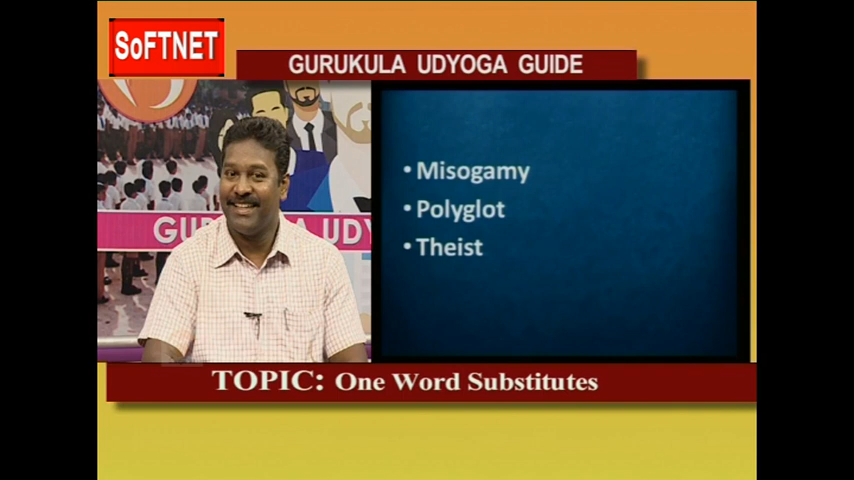 SoFTNET
GURUKULA UDYOGA GUIDE
• Misogamy
• Polyglot
• Theist
TOPIC: One Word Substitutes